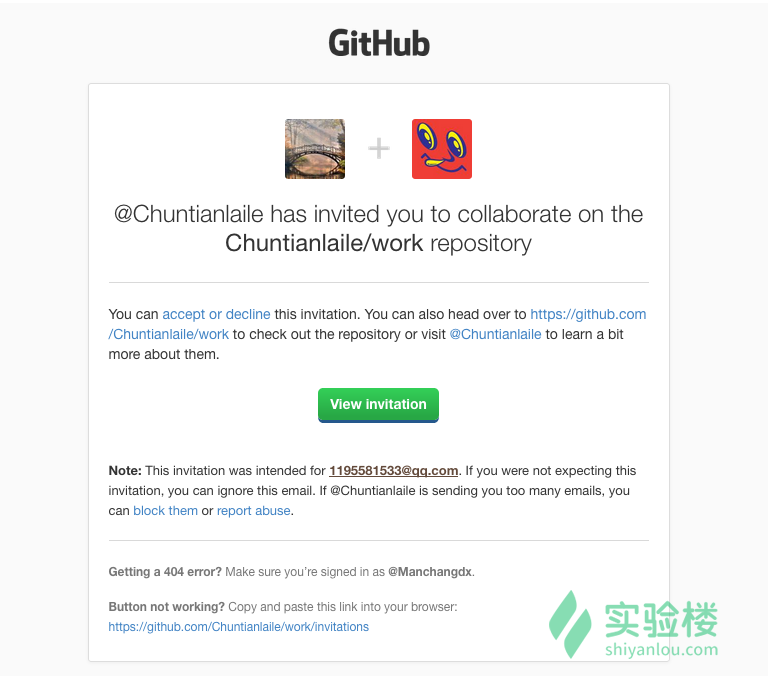 GitHub
@Chuntianlaile has invited you to collaborate on the
Chuntianlaile/work repository
You can accept or decline this invitation. You can also head over to https://github.com
/Chuntianlaile/work to check out the repository or visit @Chuntianlaile to learn a bit
more about them.
View invitation
Note: This invitation was intended for 1195581533@qq.com. If you were not expecting this
invitation, you can ignore this email. If @Chuntianlaile is sending you too many emails, you
can block them or report abuse.
Getting a 404 error? Make sure you're signed in as @Manchangdx.
Button not working? Copy and paste this link into your browser:
https://github.com/Chuntianlaile/work/invitations
实验楼
shiyanlou.com